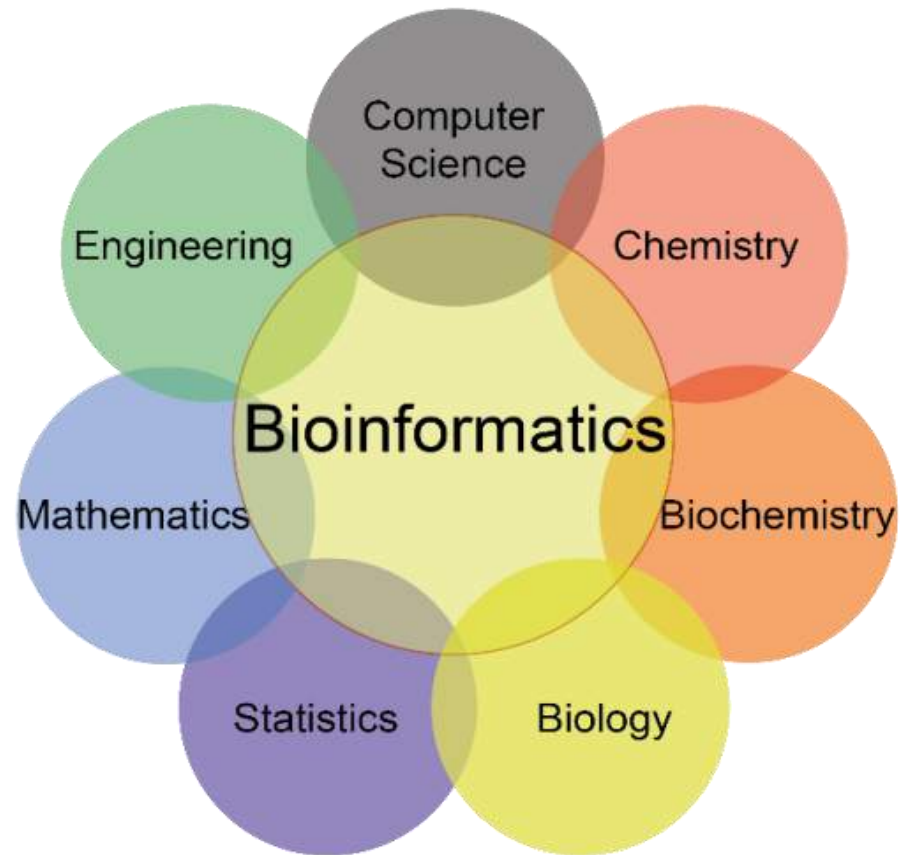 Computer
Science
Engineering
Chemistry
Bioinformatics
Mathematics
Biochemistry
Statistics
Biology